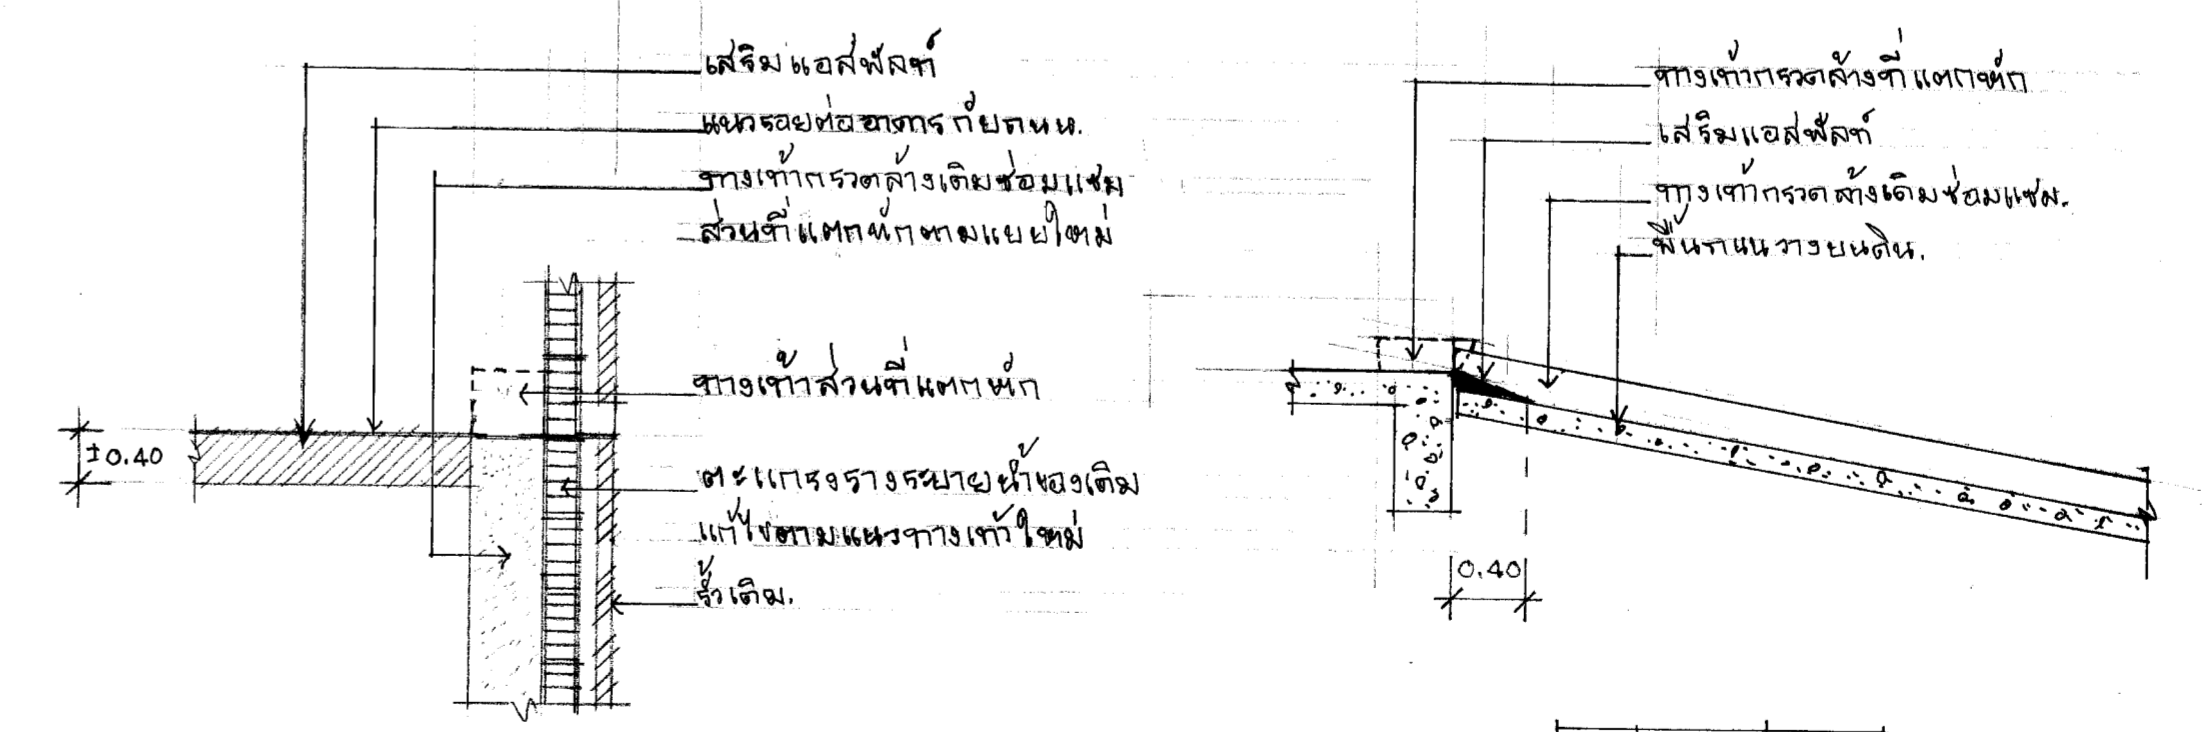 เสริมแอสฟัลท์
แนวรอยต่ออาคารกับถนน.
ทางเท้ากรวดล้างเดิมซ่อมแซม
ส่วนที่แตกหักตามแบบใหม่
ทางเท้าส่วนที่แตกหัก
±0.40
ตะแกรงรางระบายน้ำของเดิม
แก้ไขตามแนวทางเท้าใหม่
รั้วเดิม.
ทางเท้ากรวดล้างที่แตกหัก
เสริมแอสฟัลท์
ทางเท้ากรวดล้างเดิมซ่อมแซม.
พื้นถนนวางบนดิน.
0.40